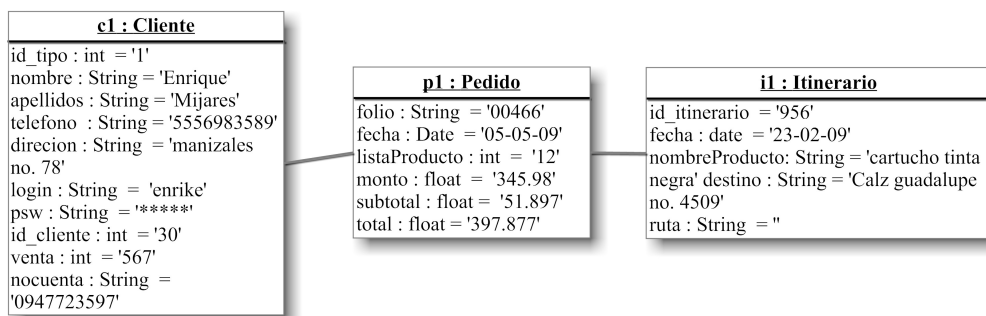 c1 : Cliente
id_tipo : int = '1'
nombre : String = 'Enrique'
apellidos : String = 'Mijares'
telefono : String = '5556983589'
direcion : String = 'manizales
no. 78'
login : String = 'enrike'
psw : String = '*****'
id_cliente : int = '30'
venta : int = '567'
nocuenta : String =
'0947723597'
p1 : Pedido
folio : String = '00466'
fecha : Date = '05-05-09'
listaProducto : int = '12'
monto : float = '345.98'
subtotal : float = '51.897'
total : float = '397.877'
i1 : Itinerario
id_itinerario = '956'
fecha : date = '23-02-09'
nombreProducto: String = 'cartucho tinta
negra' destino : String = 'Calz guadalupe
no. 4509'
ruta : String = ''